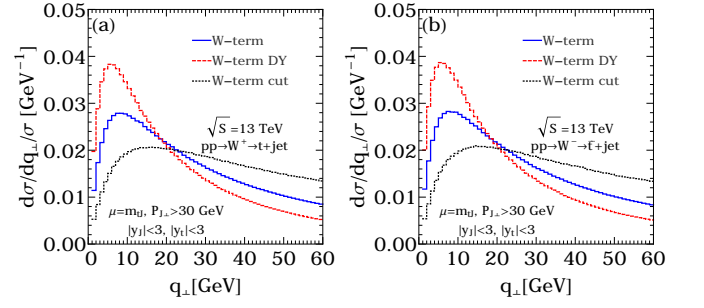 (a)
W−term
W−term DY
W−term cut
√S=13 TeV
pp→W⁺→t+jet
μ=m_tJ, P_J⊥>30 GeV
|y_J|<3, |y_t|<3
dσ/dq⊥/σ [GeV⁻¹]
0.05
0.04
0.03
0.02
0.01
0.00
0 10 20 30 40 50 60
q⊥[GeV]
(b)
W−term
W−term DY
W−term cut
√S=13 TeV
pp→W⁻→t̄+jet
μ=m_tJ, P_J⊥>30 GeV
|y_J|<3, |y_t|<3
dσ/dq⊥/σ [GeV⁻¹]
0.05
0.04
0.03
0.02
0.01
0.00
0 10 20 30 40 50 60
q⊥[GeV]